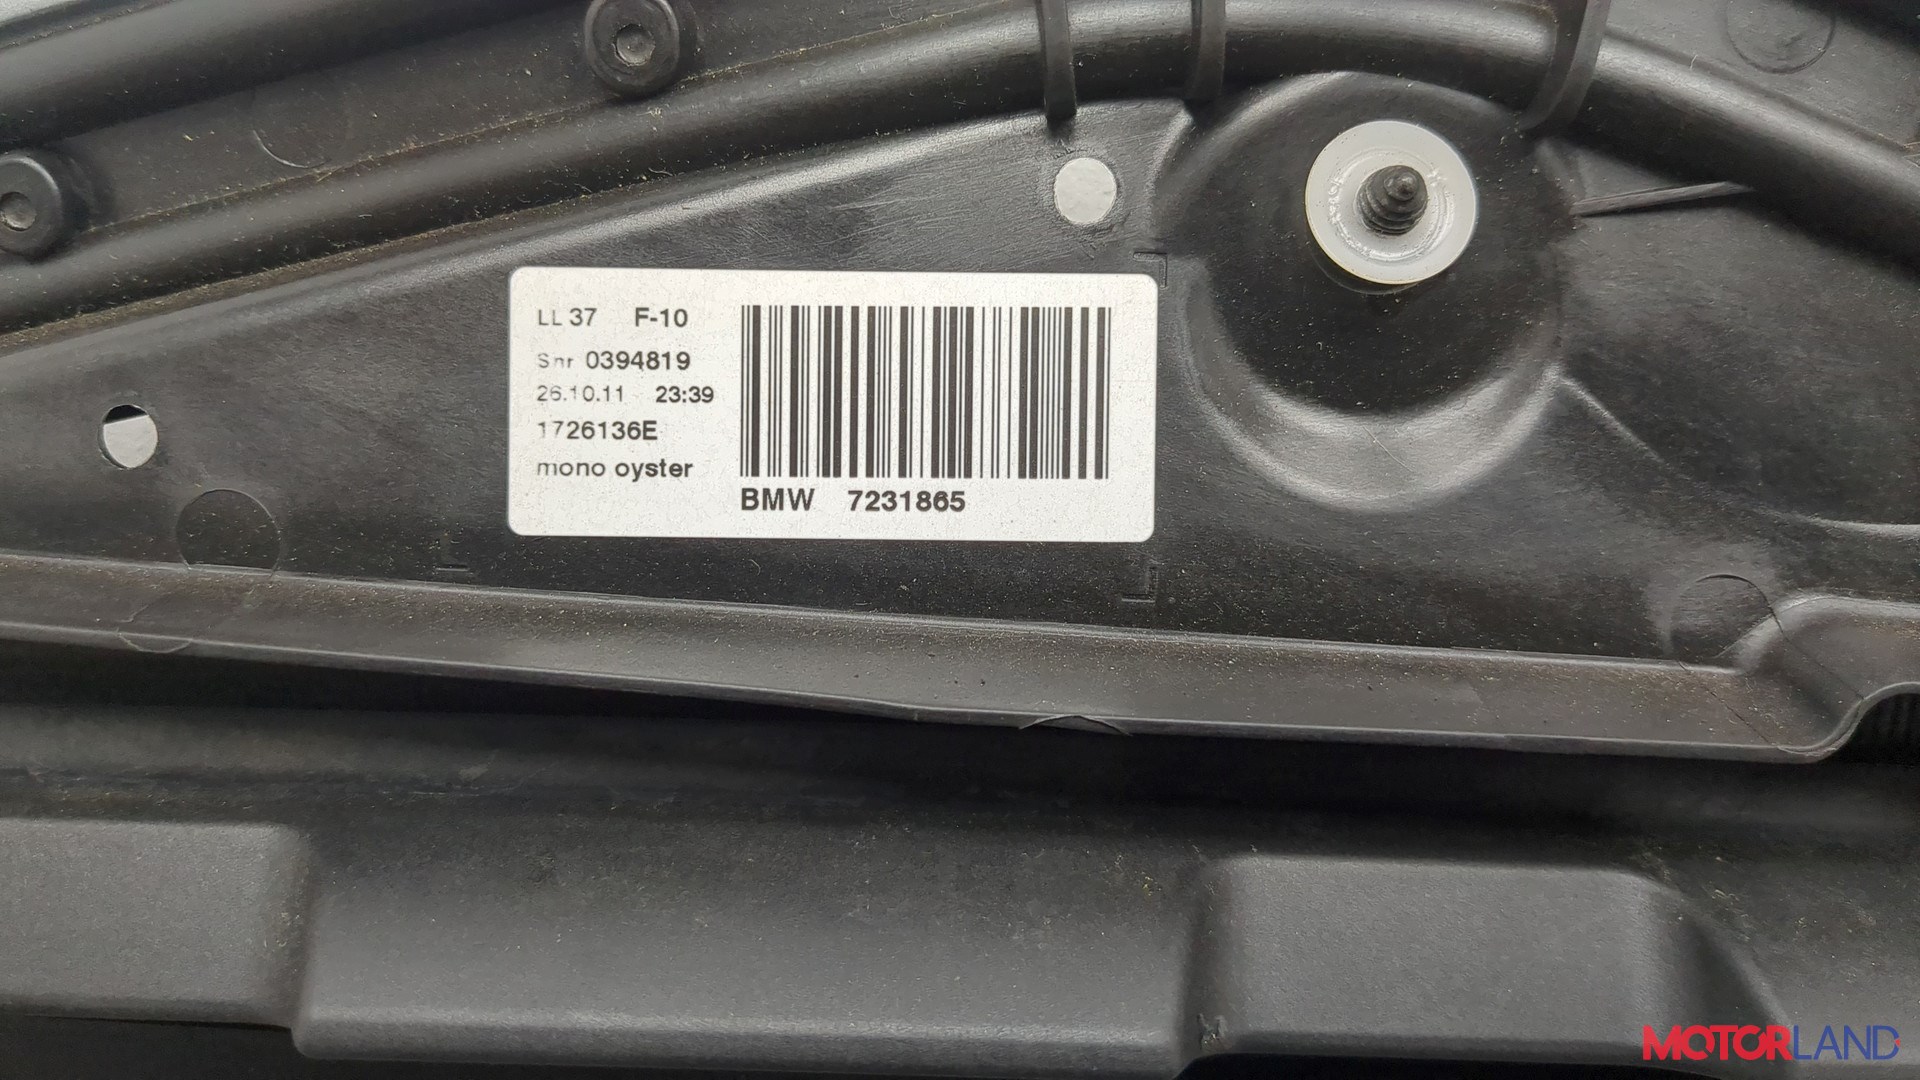 LL 37 F-10
Snr 0394819
26.10.11 23:39
1726136E
mono oyster
BMW 7231865
MOTORLAND